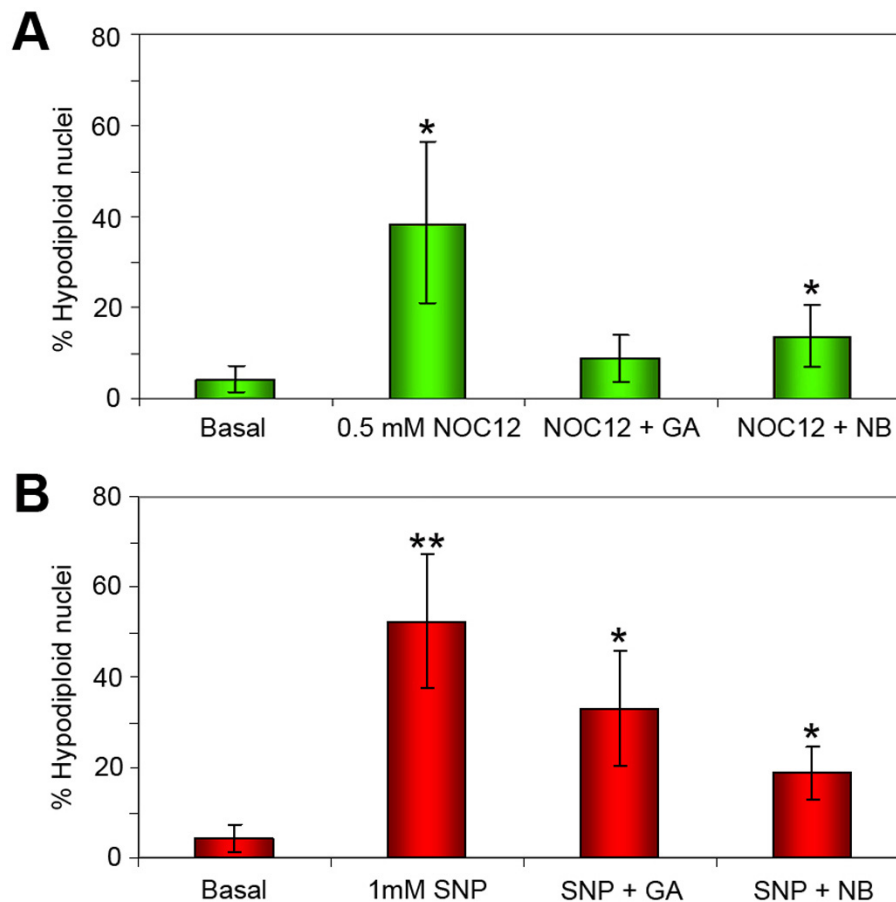 A
% Hypodiploid nuclei
80
60
40
20
0
*
*
Basal
0.5 mM NOC12
NOC12 + GA
NOC12 + NB
B
% Hypodiploid nuclei
80
60
40
20
0
**
*
*
Basal
1mM SNP
SNP + GA
SNP + NB